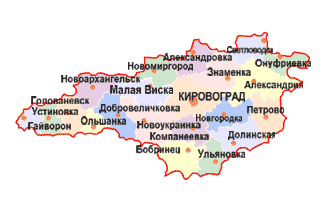 Светловодск
Александровка
Онуфриевка
Новомиргород
Знаменка
Новоархангельск
Малая Виска
Александрия
КИРОВОГРАД
Голованевск
Добровеличковка
Петрово
Устиновка
Новгородка
Ольшанка
Новоукраинка
Гайворон
Компанеевка
Долинская
Бобринец
Ульяновка